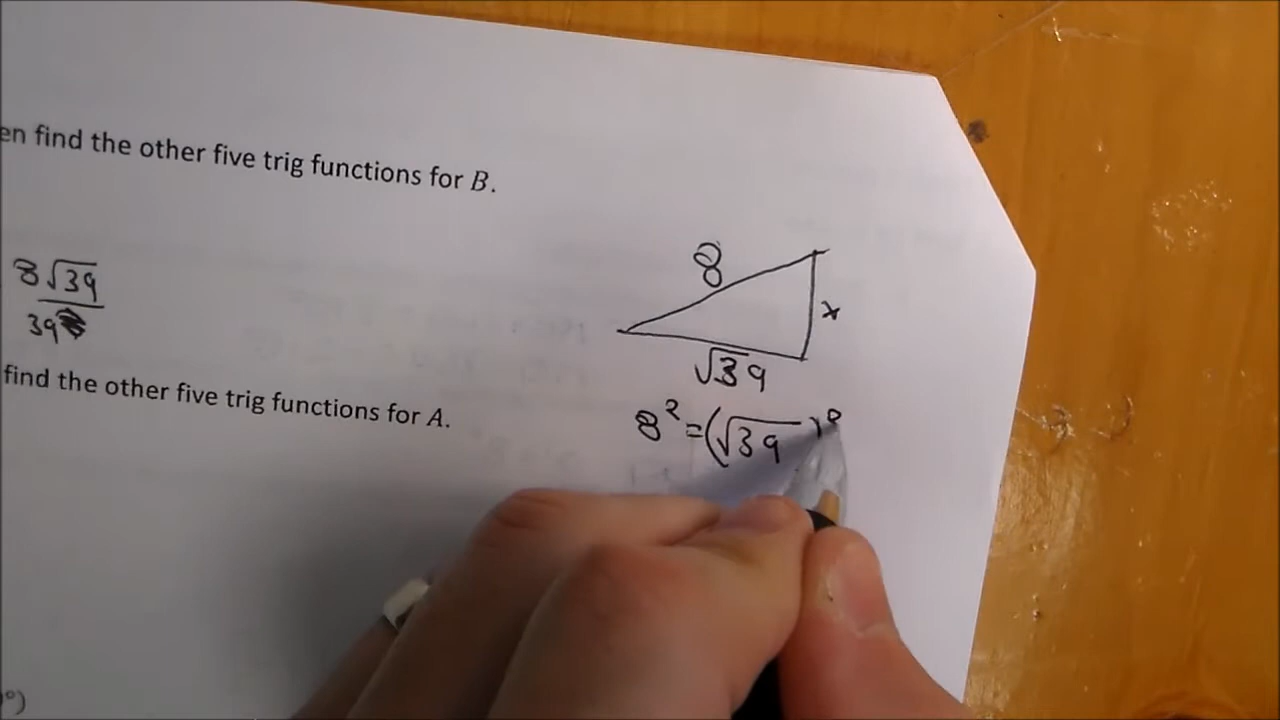 en find the other five trig functions for B.
8
8√39
39
x
√39
find the other five trig functions for A.
8² = (√39)²
°)